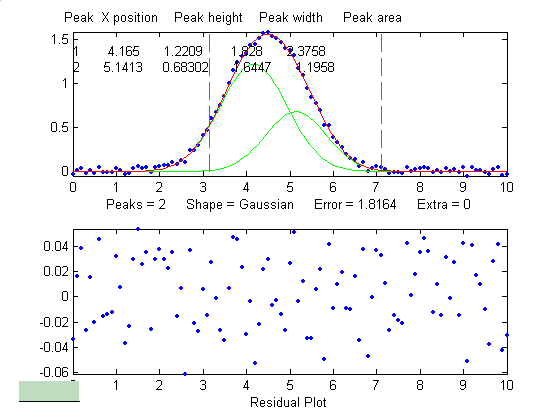 Peak X position Peak height Peak width Peak area
1 4.165 1.2209 1.828 2.3758
2 5.1413 0.68302 1.6447 1.1958
1.5
1
0.5
0
0 1 2 3 4 5 6 7 8 9 10
Peaks = 2 Shape = Gaussian Error = 1.8164 Extra = 0
0.04
0.02
0
-0.02
-0.04
-0.06
0 1 2 3 4 5 6 7 8 9 10
Residual Plot